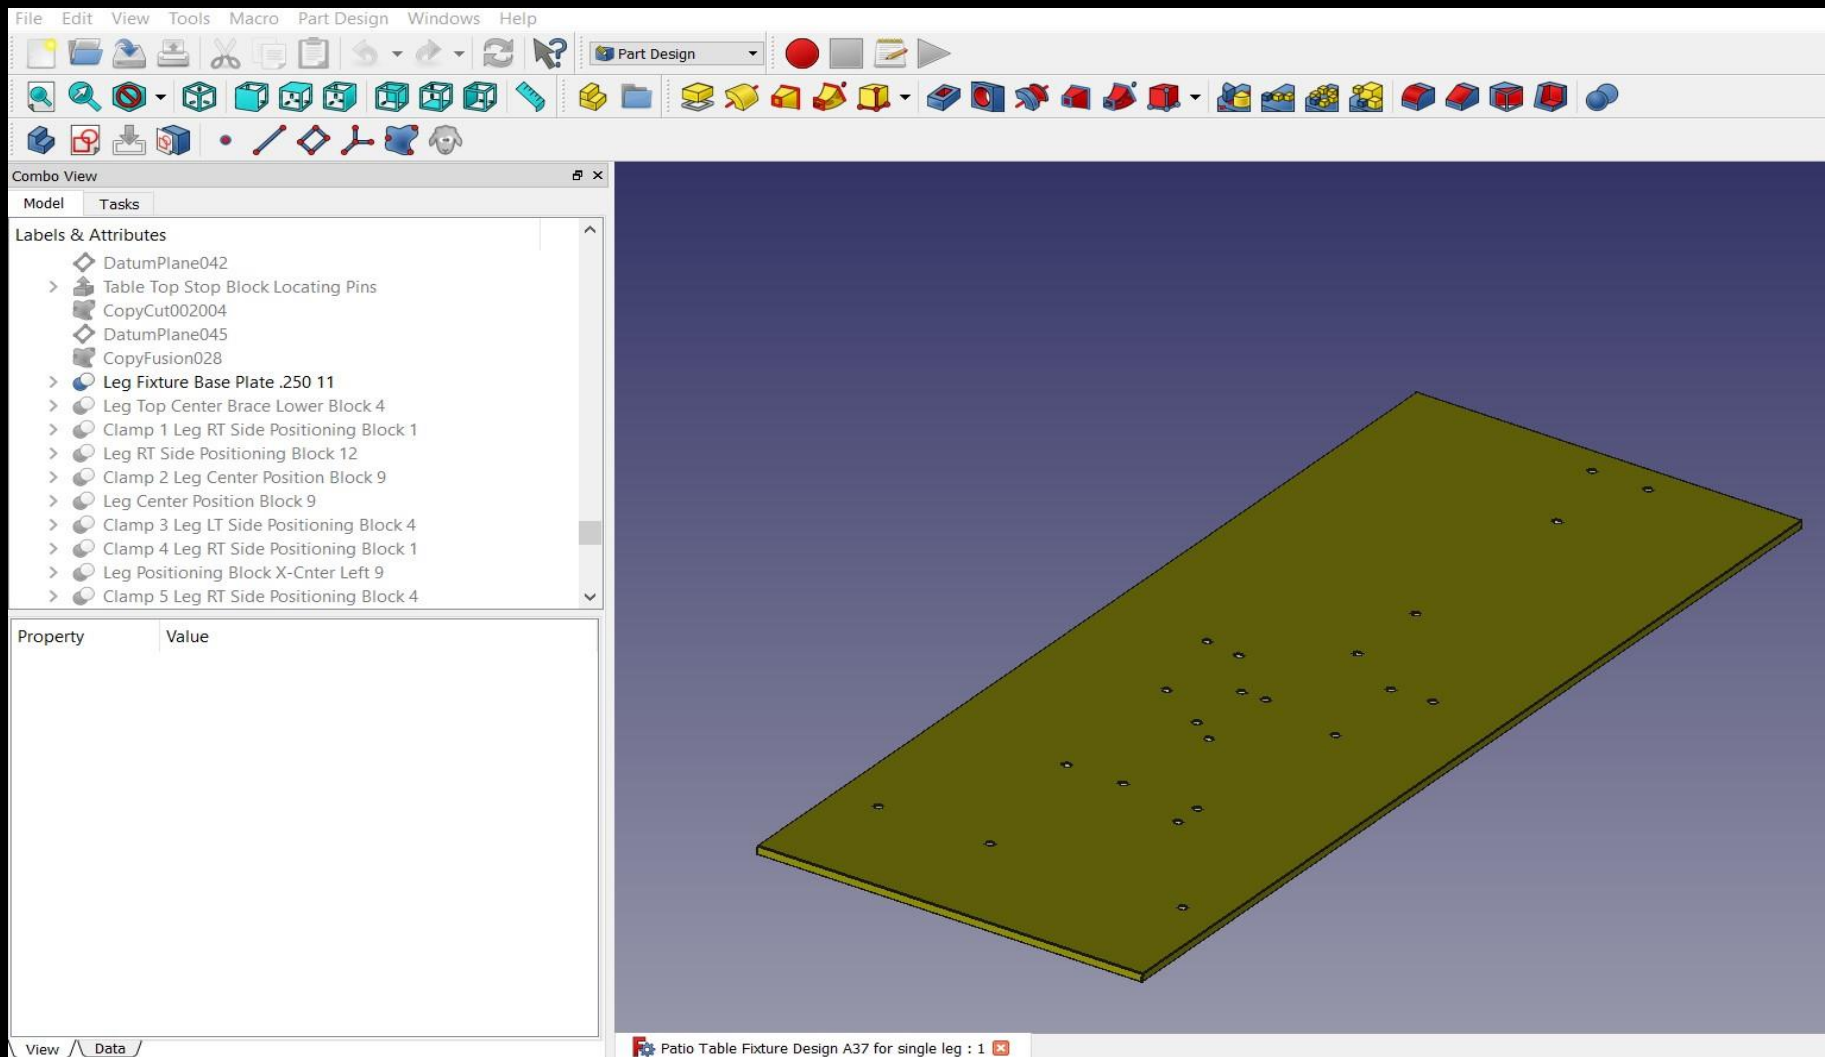 File Edit View Tools Macro Part Design Windows Help
Part Design
Combo View
Model Tasks
Labels & Attributes
DatumPlane042
Table Top Stop Block Locating Pins
CopyCut002004
DatumPlane045
CopyFusion028
Leg Fixture Base Plate .250 11
Leg Top Center Brace Lower Block 4
Clamp 1 Leg RT Side Positioning Block 1
Leg RT Side Positioning Block 12
Clamp 2 Leg Center Position Block 9
Leg Center Position Block 9
Clamp 3 Leg LT Side Positioning Block 4
Clamp 4 Leg RT Side Positioning Block 1
Leg Positioning Block X-Cnter Left 9
Clamp 5 Leg RT Side Positioning Block 4
Property Value
View Data
Patio Table Fixture Design A37 for single leg : 1